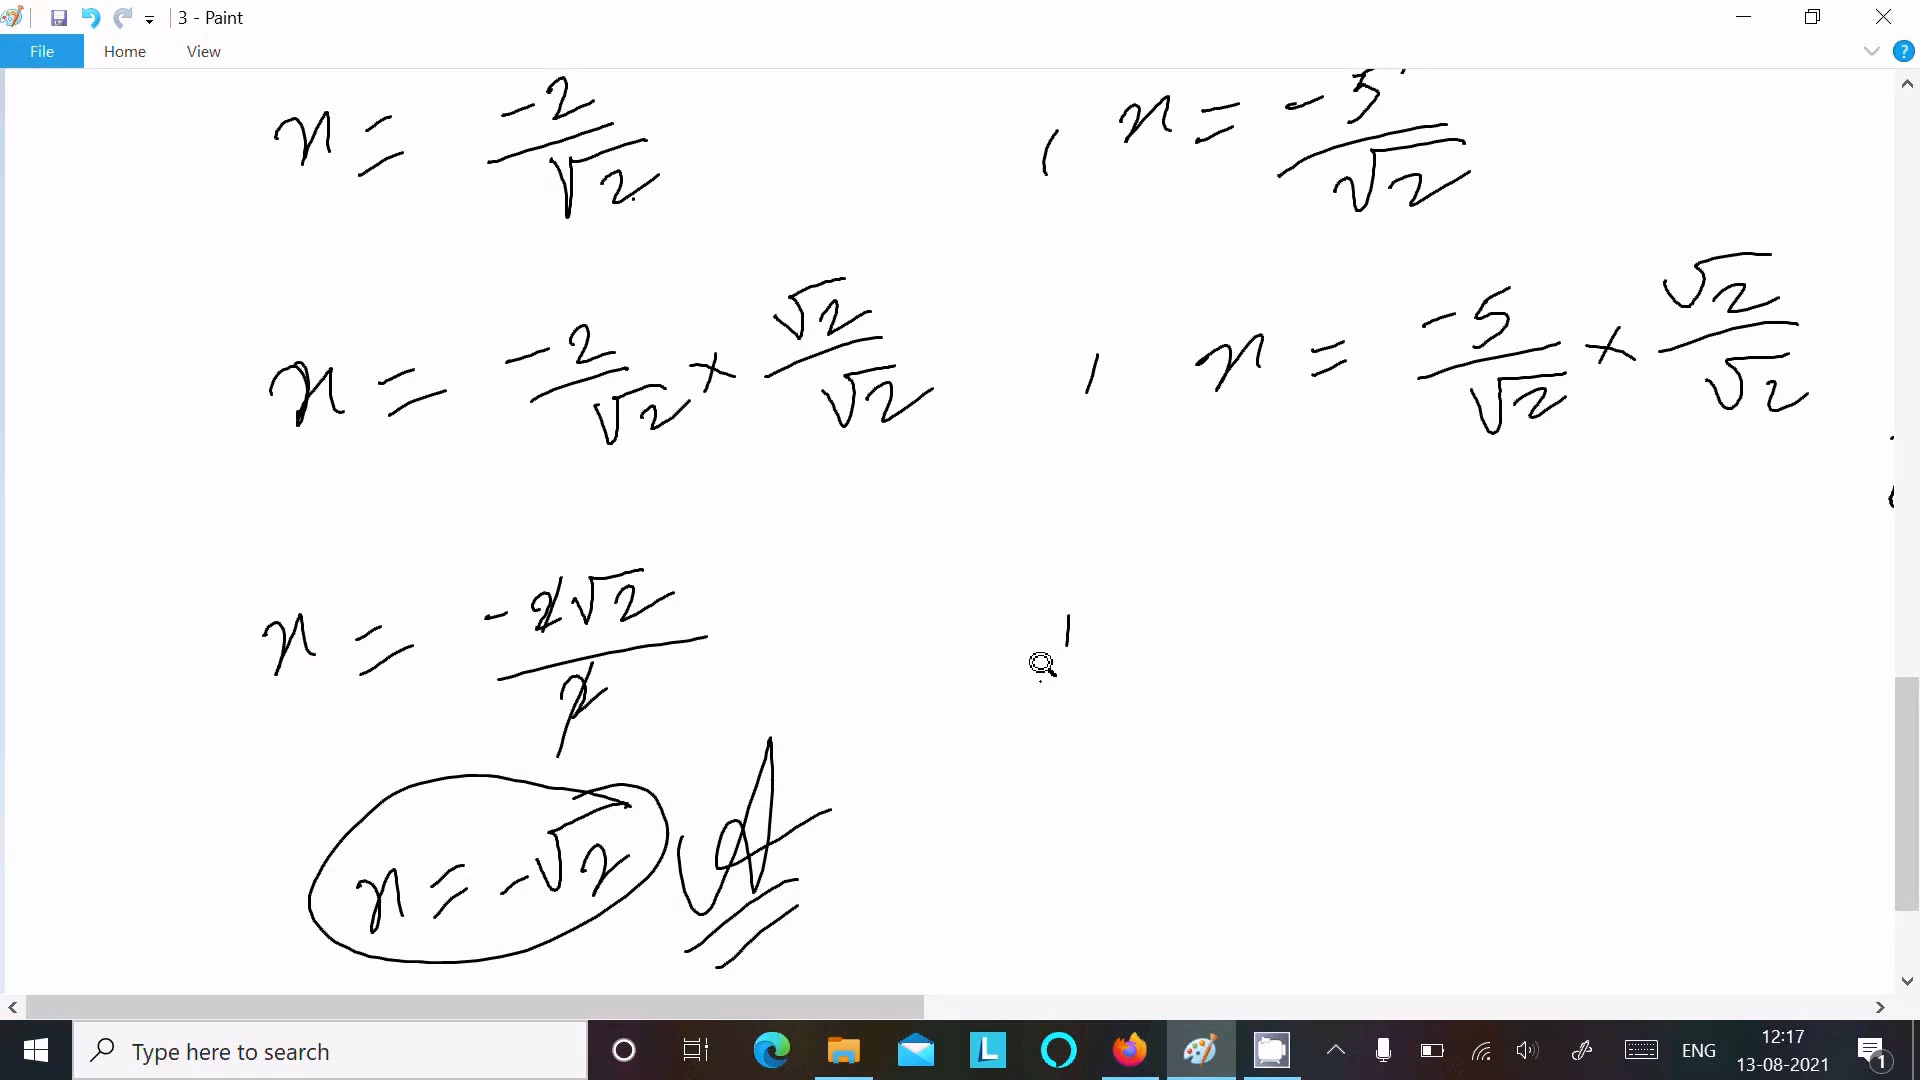 3 - Paint
File Home View
x = -2/√2 , x = -5/√2
x = -2/√2 × √2/√2 , x = -5/√2 × √2/√2
x = -2√2/2 ,
x = -√2
Type here to search
ENG
12:17
13-08-2021
1